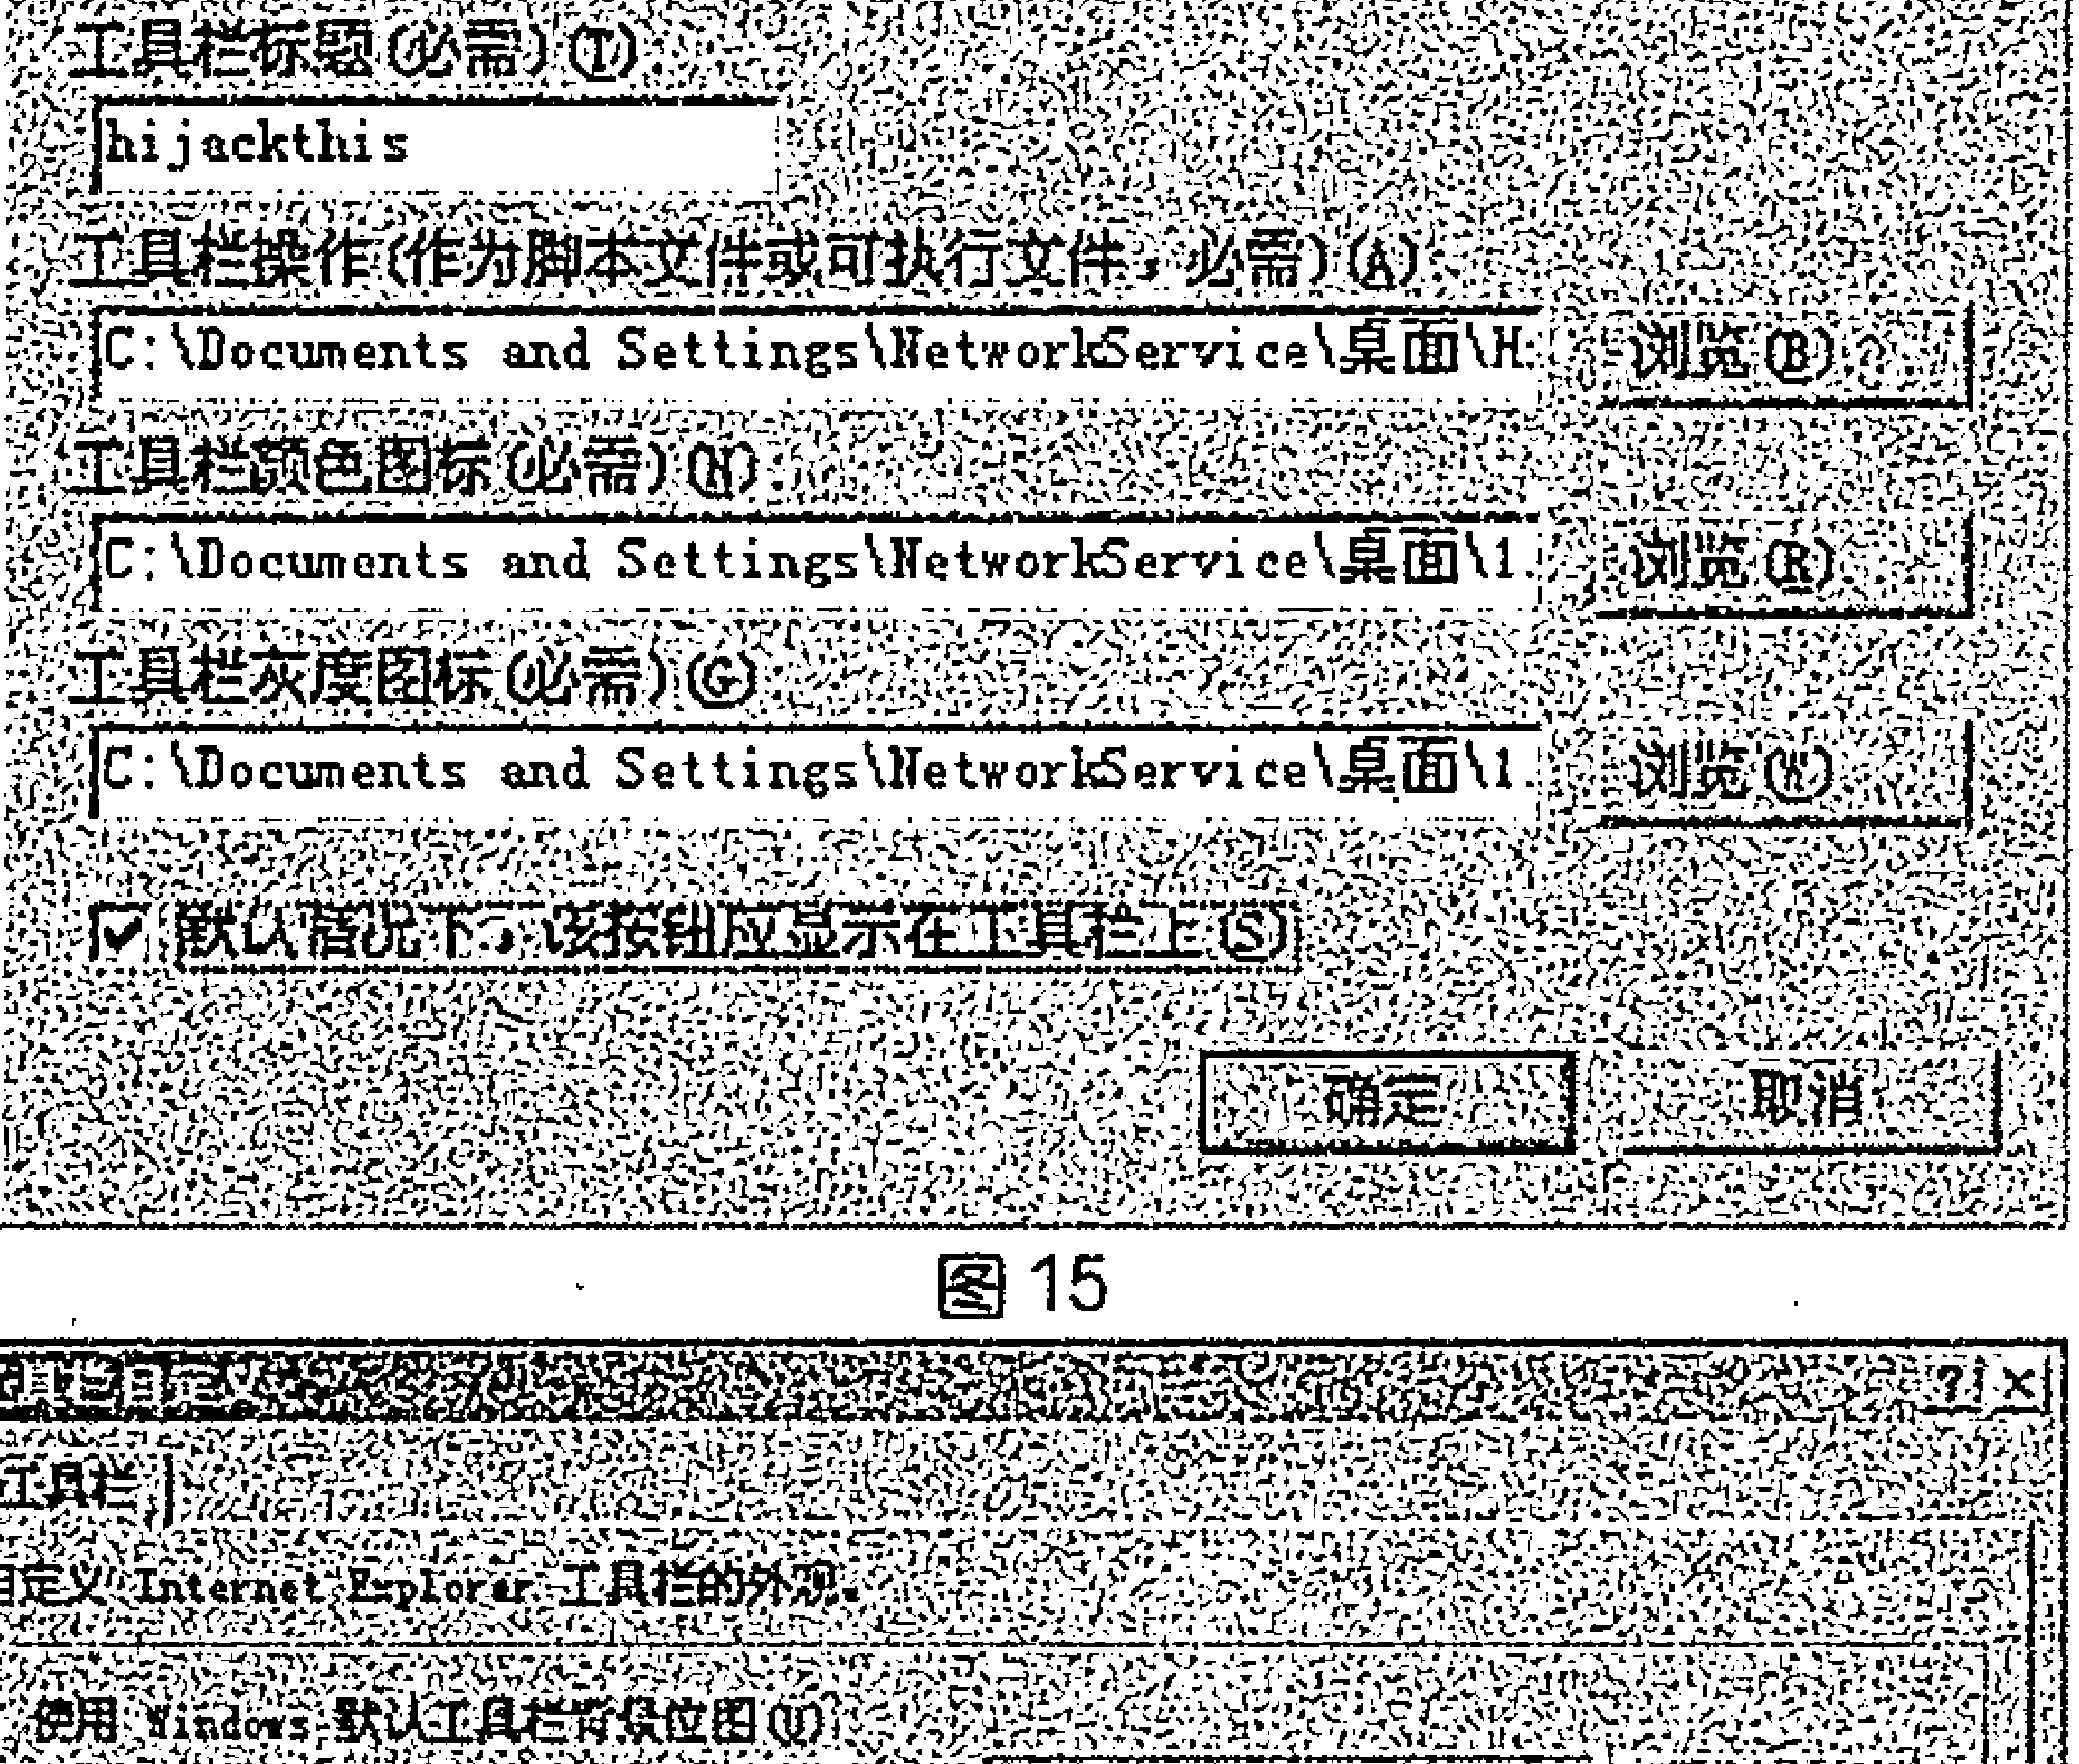 工具栏标题(必需)(T)
hijackthis
工具栏操作(作为脚本文件或可执行文件，必需)(A)
C:\Documents and Settings\NetworkService\桌面\H 浏览(B)
工具栏颜色图标(必需)(N)
C:\Documents and Settings\NetworkService\桌面\1. 浏览(R)
工具栏灰度图标(必需)(G)
C:\Documents and Settings\NetworkService\桌面\1. 浏览(W)
默认情况下，该按钮应显示在工具栏上(S)
确定 取消
图 15
工具栏自定义 ? ×
工具栏
自定义 Internet Explorer 工具栏的外观。
使用 Windows 默认工具栏背景位图(U)